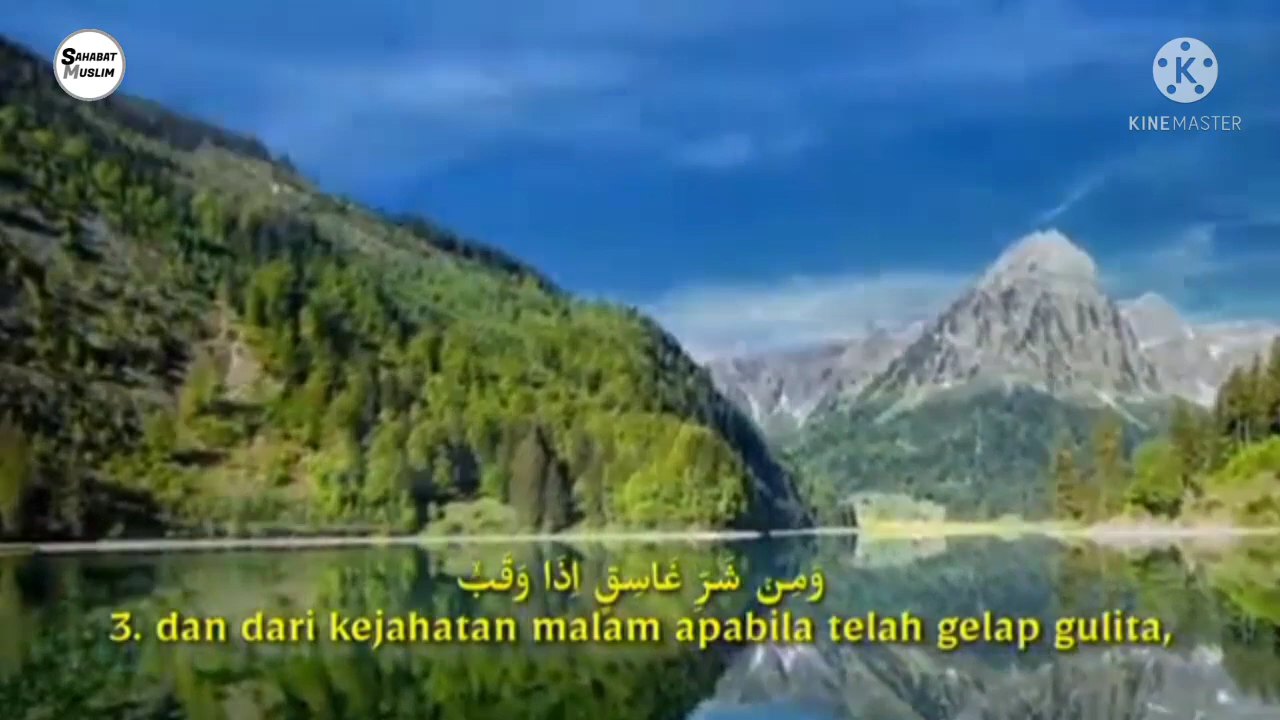 SAHABAT
MUSLIM
K
KINEMASTER
وَمِنْ شَرِّ غَاسِقٍ اِذَا وَقَبَۙ
3. dan dari kejahatan malam apabila telah gelap gulita,